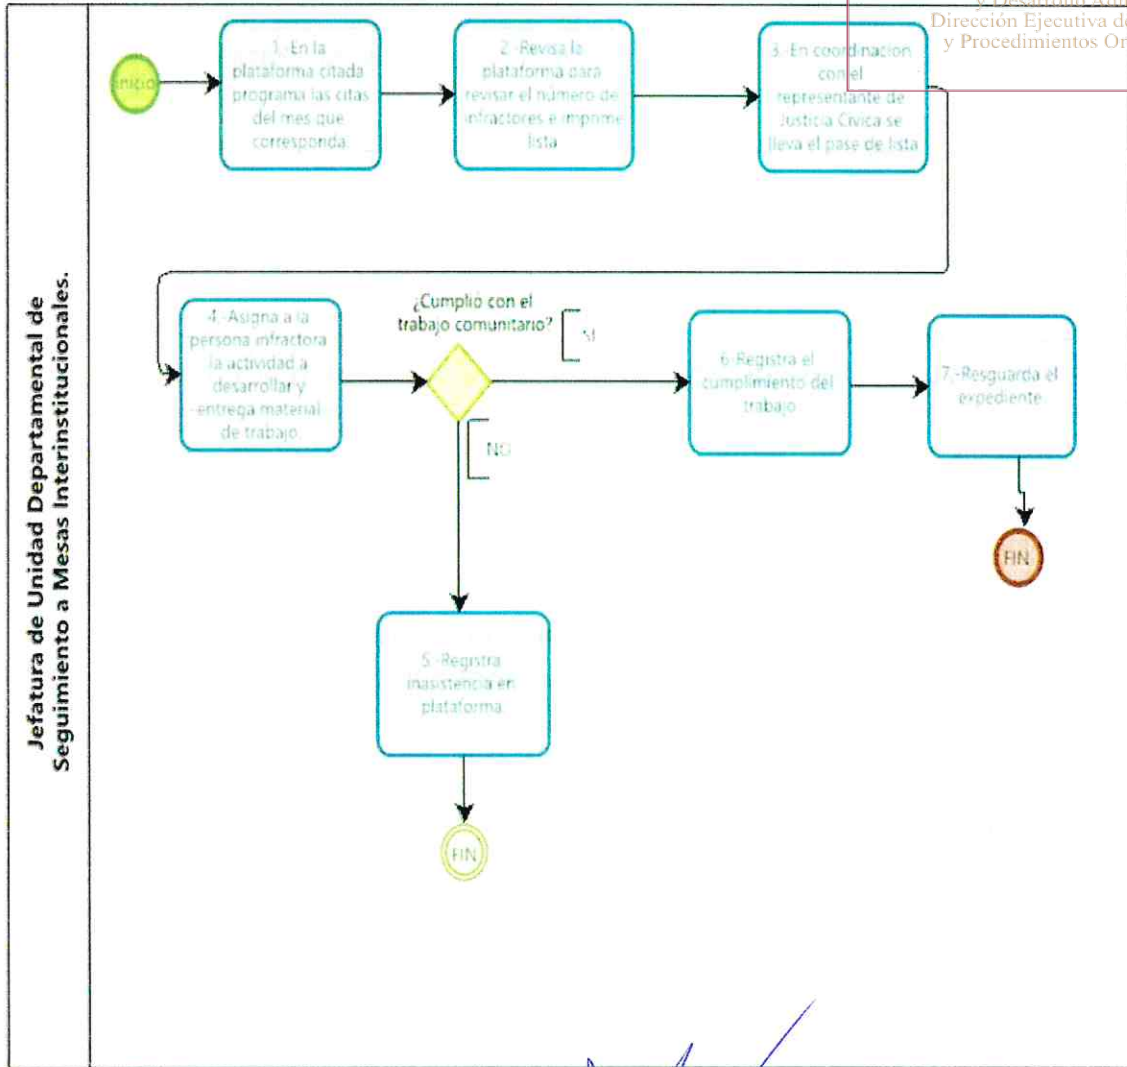 Dirección Ejecutiva de
y Procedimientos Or
Jefatura de Unidad Departamental de
Seguimiento a Mesas Interinstitucionales.
Inicio
1.-En la
plataforma citada
programa las citas
del mes que
corresponda.
2.-Revisa la
plataforma para
revisar el número de
infractores e imprime
lista
3.-En coordinacion
con el
representante de
Justicia Cívica se
lleva el pase de lista
4.-Asigna a la
persona infractora
la actividad a
desarrollar y
entrega material
de trabajo.
¿Cumplió con el
trabajo comunitario?
SI
NO
6-Registra el
cumplimiento del
trabajo
7.-Resguarda el
expediente.
FIN
5.-Registra
inasistencia en
plataforma
FIN